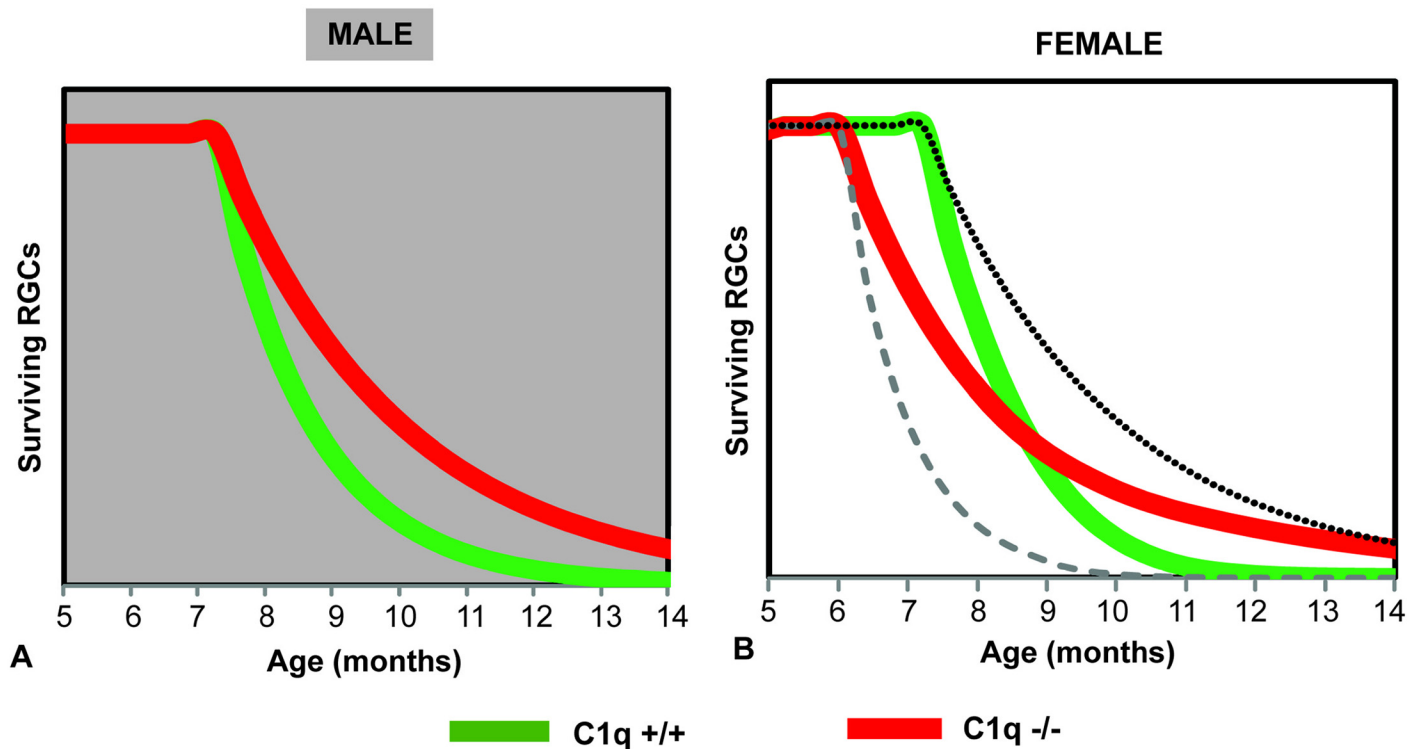 MALE
Surviving RGCs
5 6 7 8 9 10 11 12 13 14
Age (months)
A
FEMALE
Surviving RGCs
5 6 7 8 9 10 11 12 13 14
Age (months)
B
C1q +/+
C1q -/-